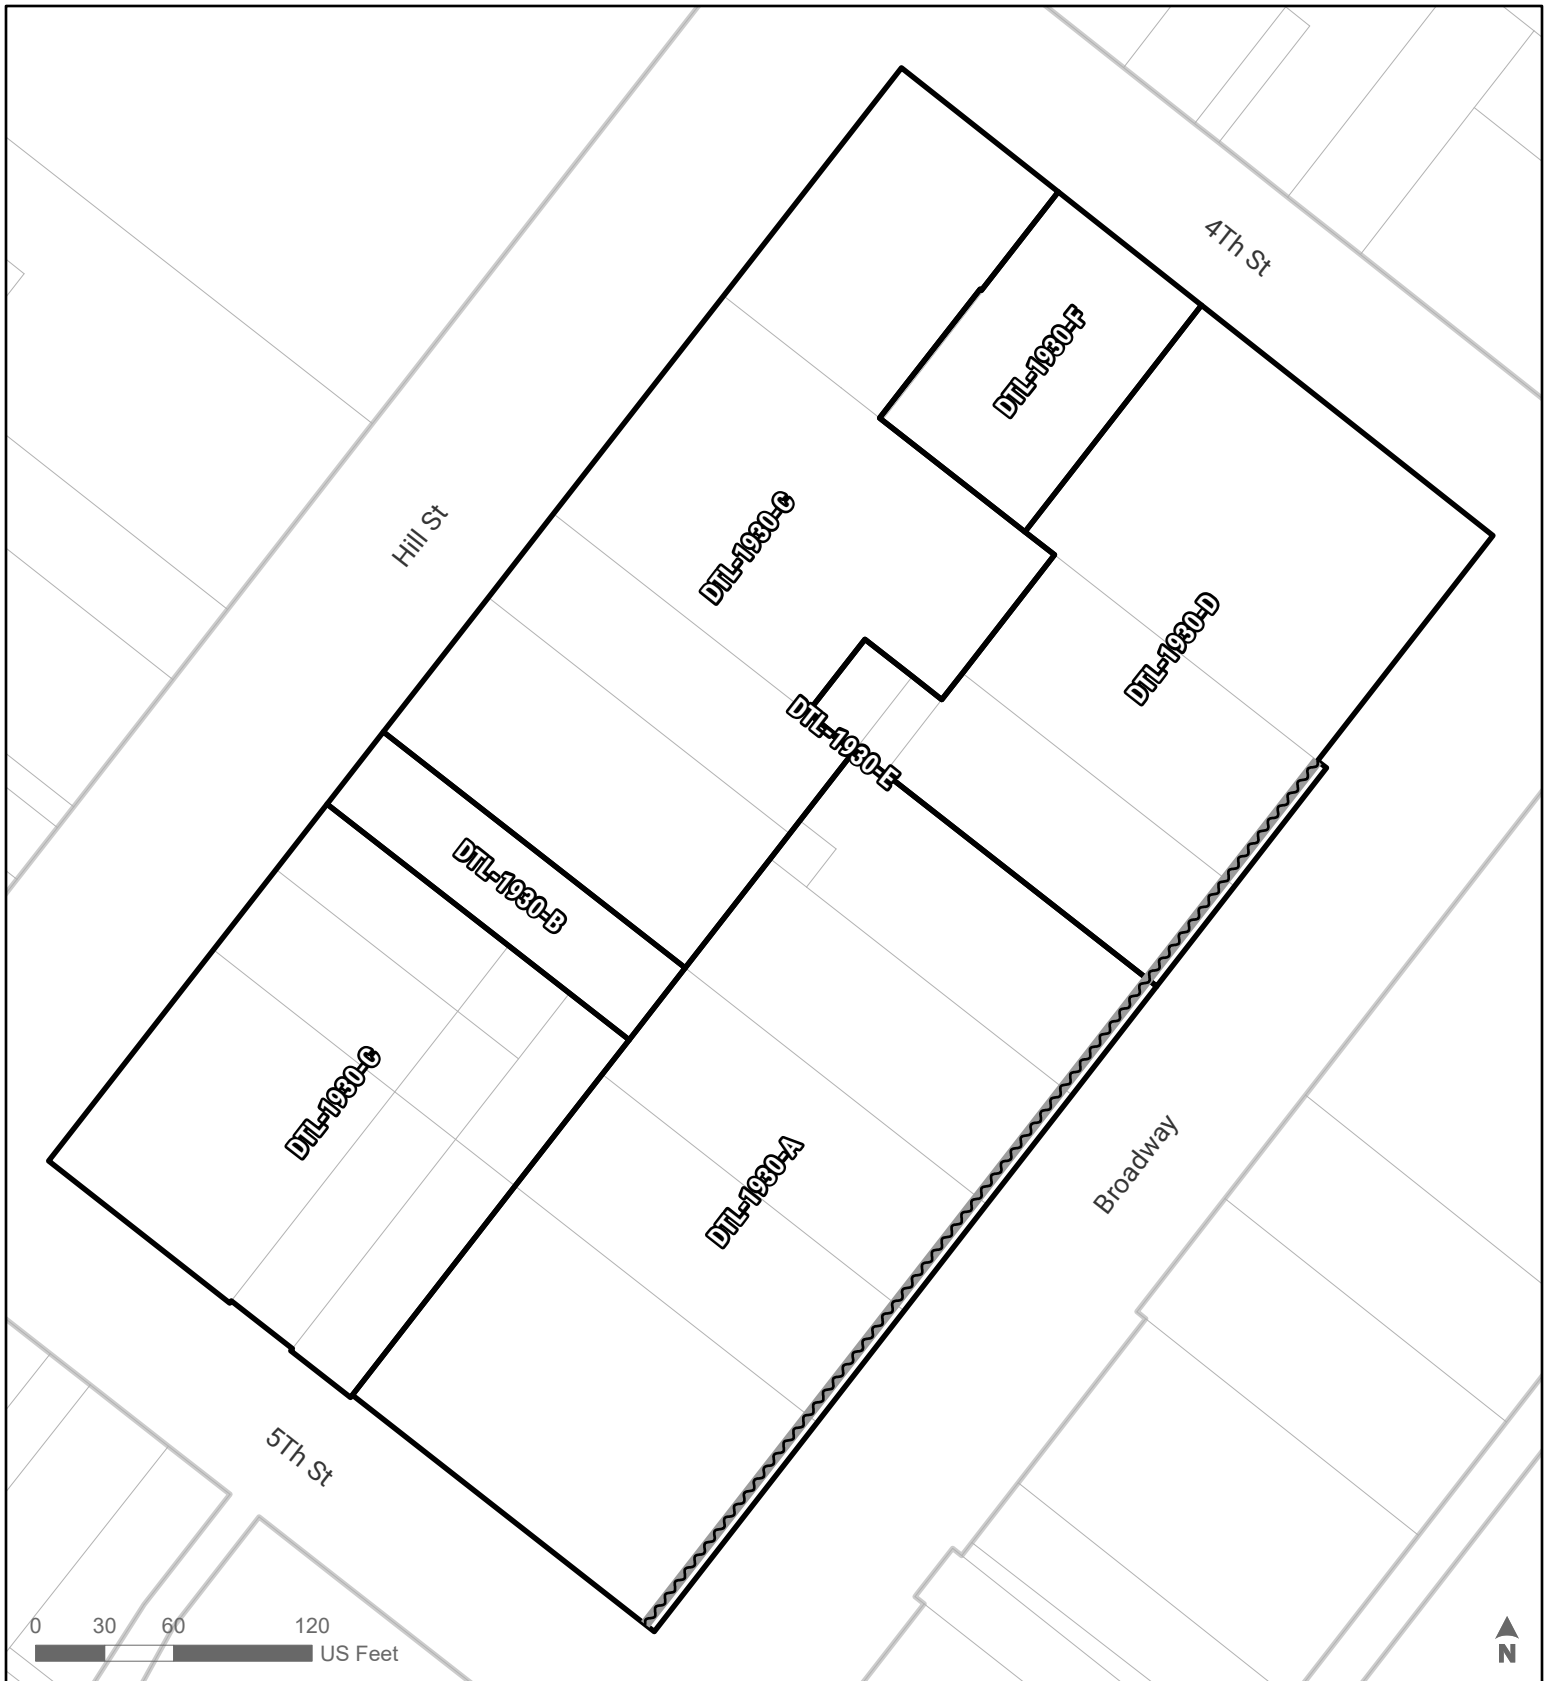 4Th St
DTL-1930-F
Hill St
DTL-1930-C
DTL-1930-D
DTL-1930-E
DTL-1930-B
DTL-1930-C
DTL-1930-A
Broadway
5Th St
0 30 60 120
US Feet
N